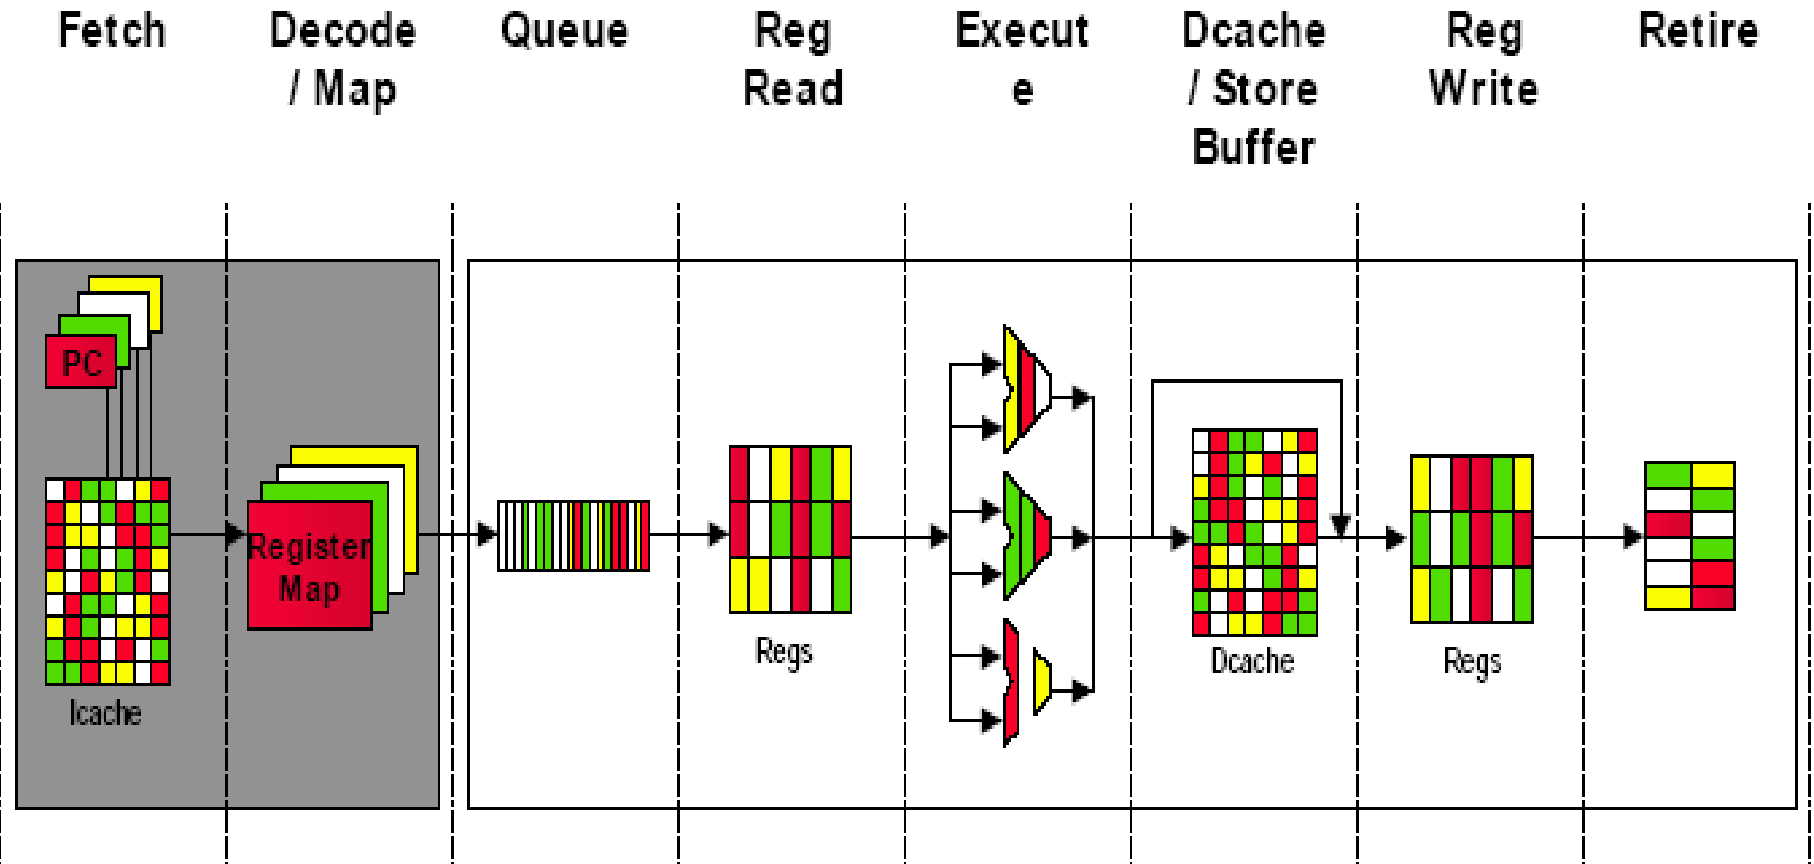 Fetch
Decode
/ Map
Queue
Reg
Read
Execut
e
Dcache
/ Store
Buffer
Reg
Write
Retire
PC
Icache
Register
Map
Regs
Dcache
Regs